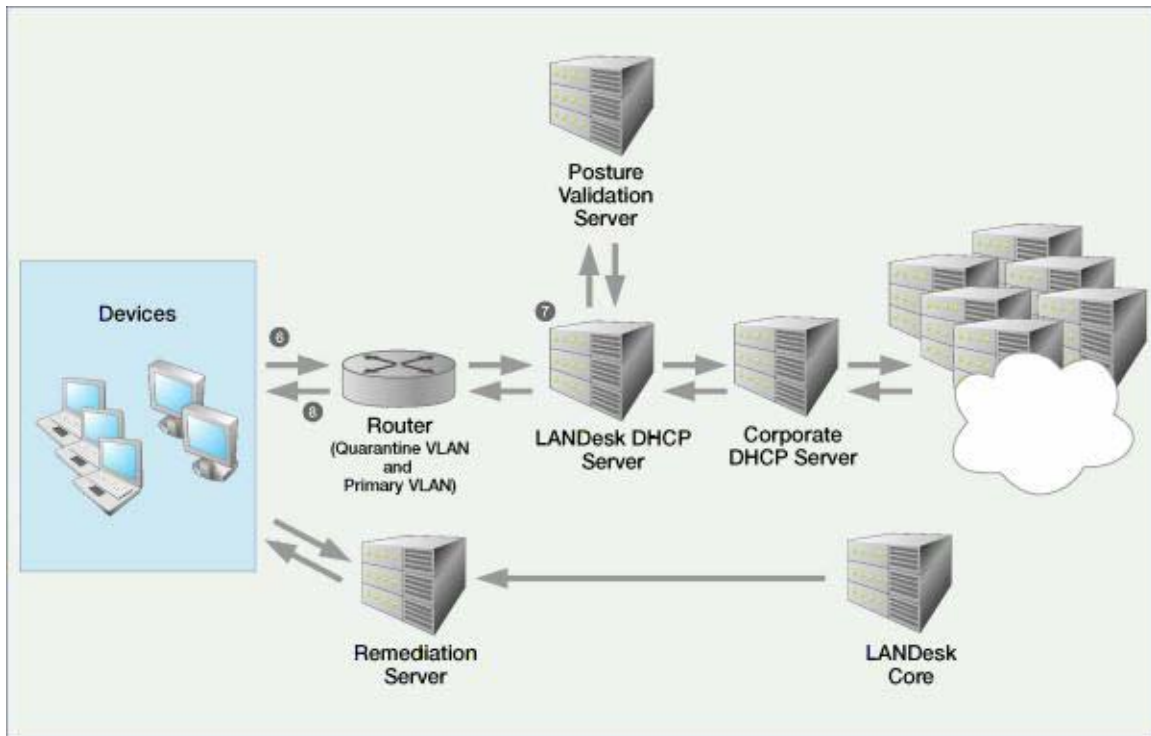 Posture
Validation
Server
Devices
6
7
8
Router
(Quarantine VLAN
and
Primary VLAN)
LANDesk DHCP
Server
Corporate
DHCP Server
Remediation
Server
LANDesk
Core